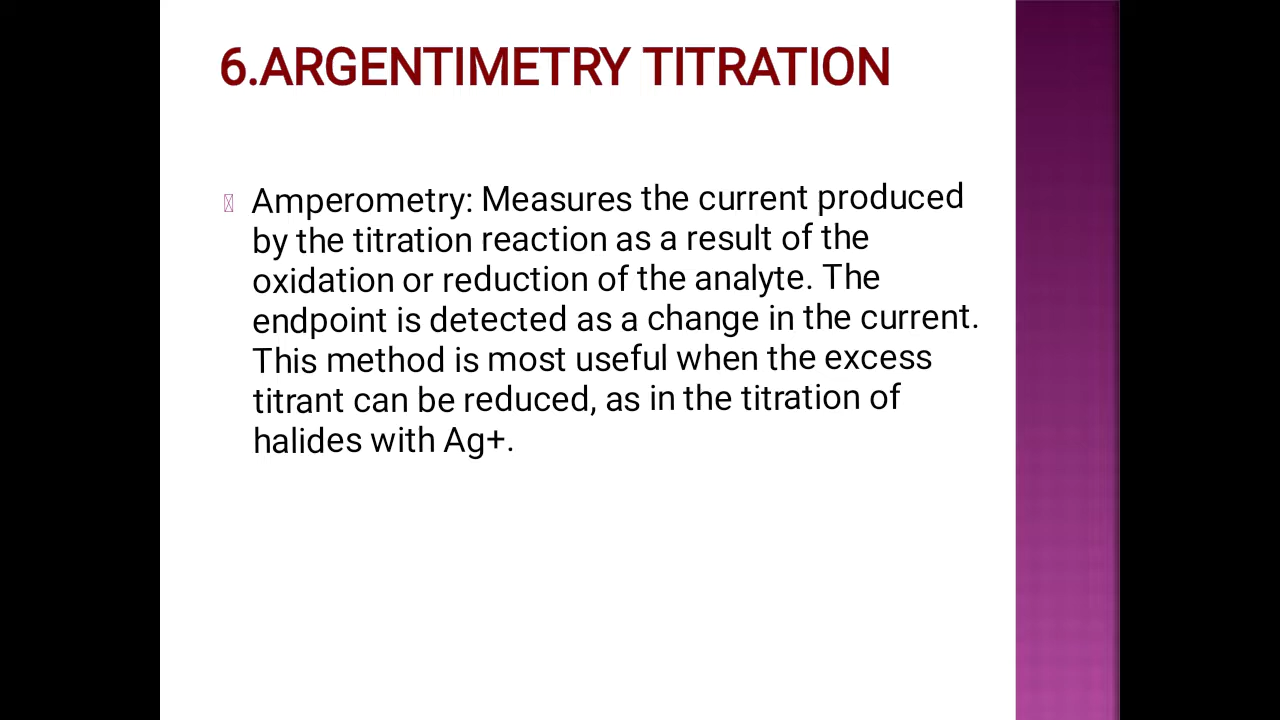 6.ARGENTIMETRY TITRATION
Amperometry: Measures the current produced
by the titration reaction as a result of the
oxidation or reduction of the analyte. The
endpoint is detected as a change in the current.
This method is most useful when the excess
titrant can be reduced, as in the titration of
halides with Ag+.